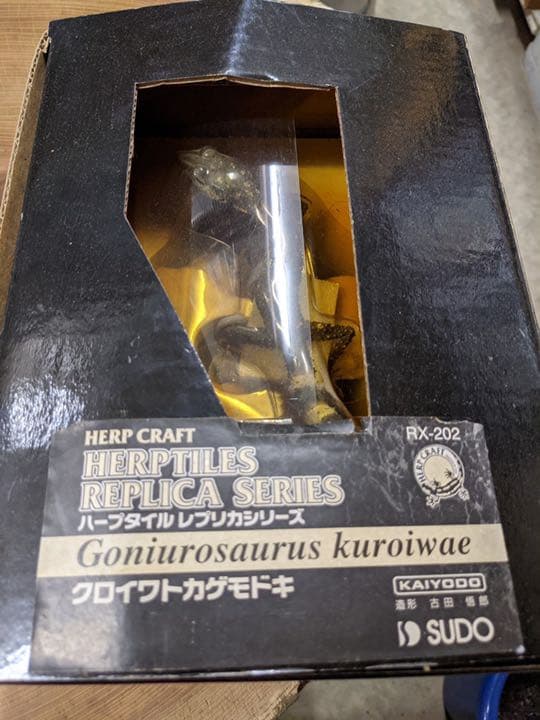 HERP CRAFT
RX-202
HERPTILES
REPLICA SERIES
HERP CRAFT
ハープタイル レプリカシリーズ
Goniurosaurus kuroiwae
クロイワトカゲモドキ
KAIYODO
造形 古田 悟郎
SUDO